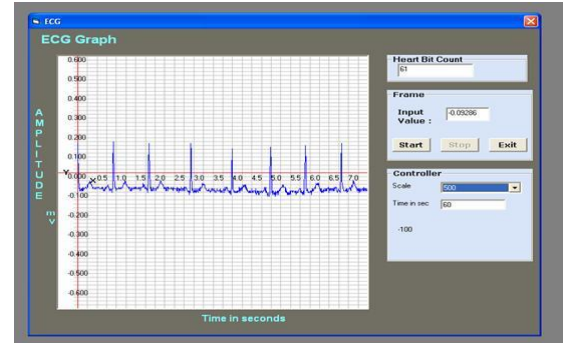 ECG
ECG Graph
AMPLITUDE
mv
0.600
0.500
0.400
0.300
0.200
0.100
Y0.000 X 0.5 1.0 1.5 2.0 2.5 3.0 3.5 4.0 4.5 5.0 5.5 6.0 6.5 7.0
-0.100
-0.200
-0.300
-0.400
-0.500
-0.600
Time in seconds
Heart Bit Count
61
Frame
Input Value :
-0.09286
Start Stop Exit
Controller
Scale 500
Time in sec 60
-100